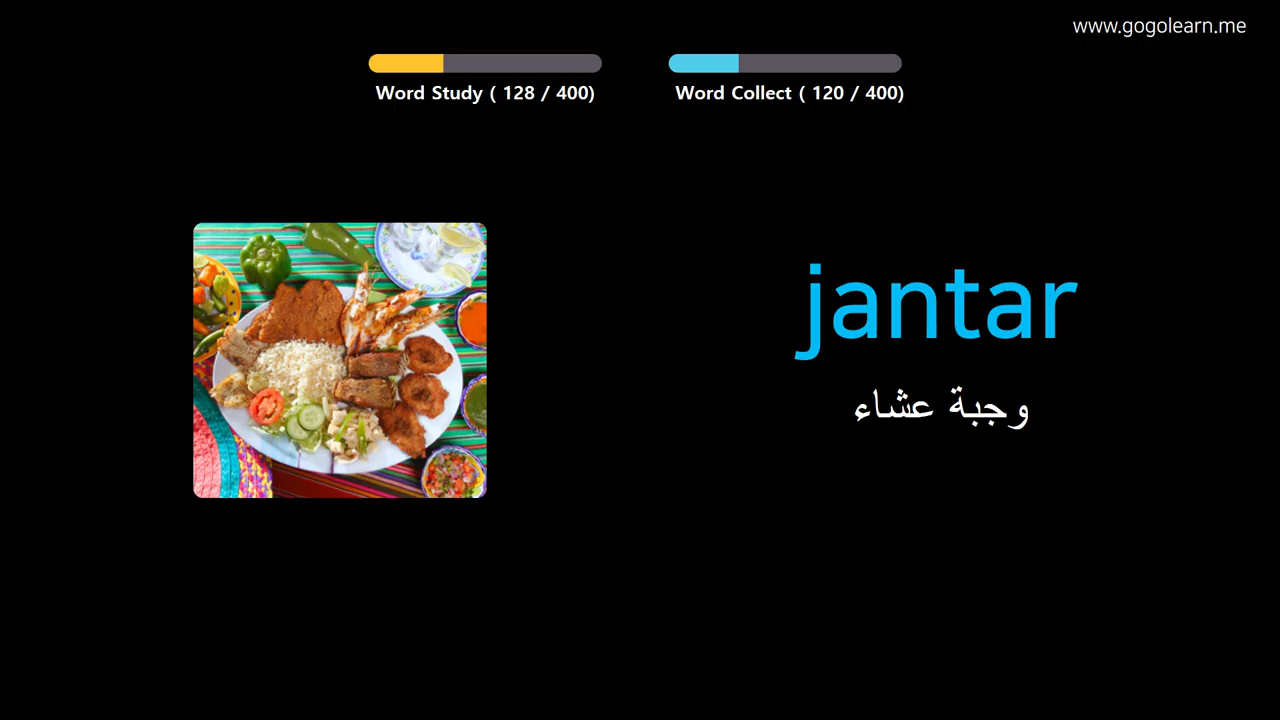 www.gogolearn.me
Word Study ( 128 / 400)
Word Collect ( 120 / 400)
jantar
وجبة عشاء